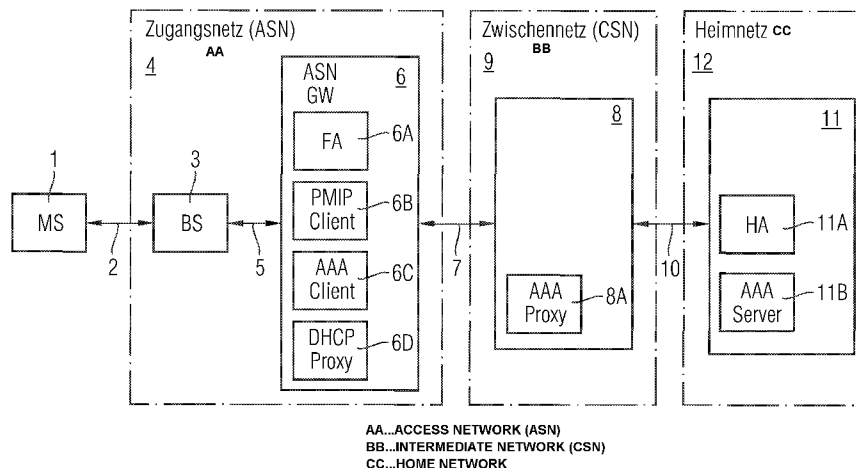 Zugangsnetz (ASN)
AA
4
ASN
GW
6
FA
6A
PMIP
Client
6B
AAA
Client
6C
DHCP
Proxy
6D
1
MS
2
3
BS
5
7
Zwischennetz (CSN)
BB
9
8
AAA
Proxy
8A
10
Heimnetz CC
12
11
HA
11A
AAA
Server
11B
AA...ACCESS NETWORK (ASN)
BB...INTERMEDIATE NETWORK (CSN)
CC...HOME NETWORK